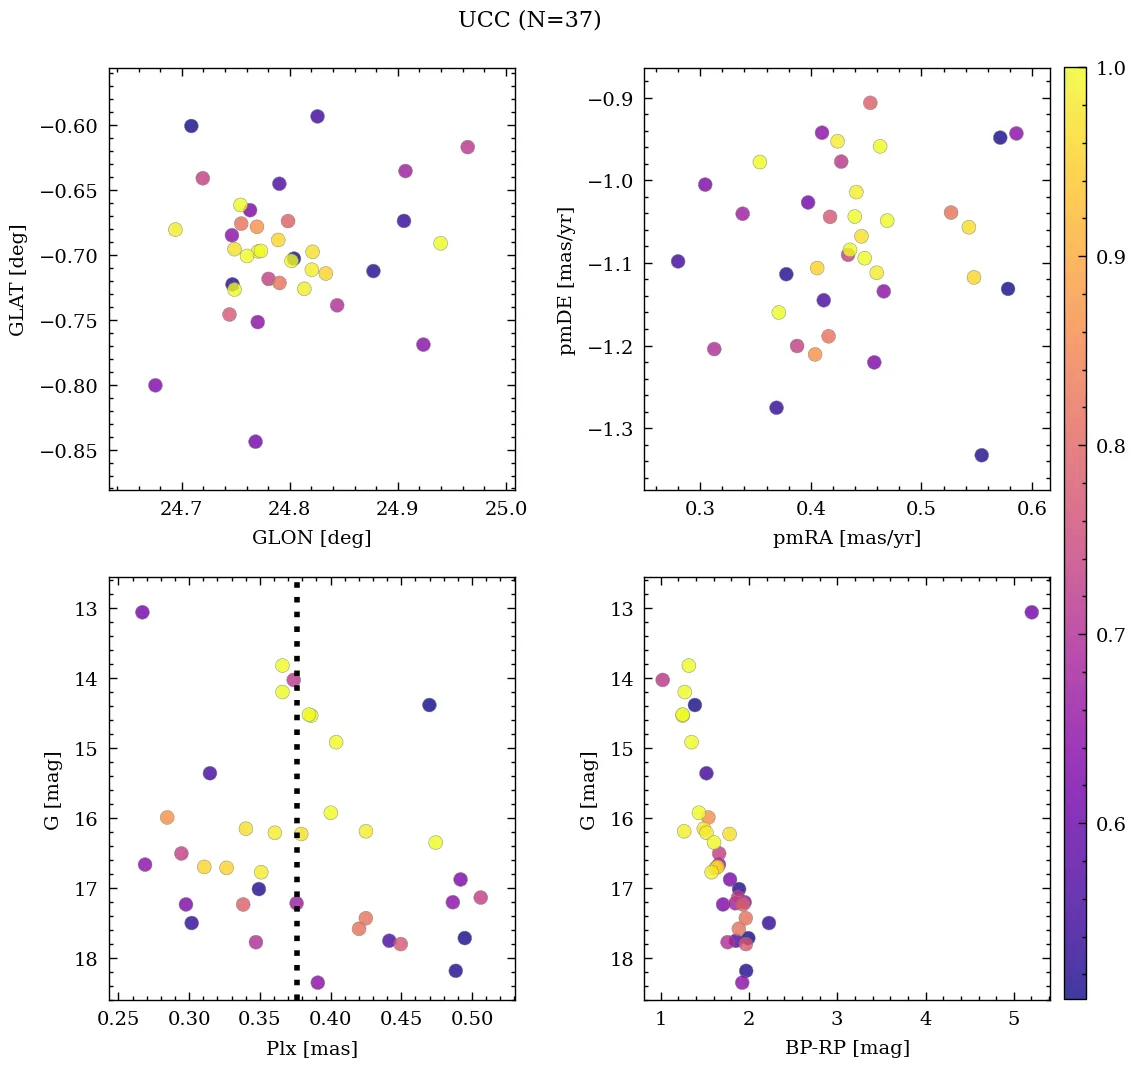 UCC (N=37)
−0.60
−0.65
−0.70
−0.75
−0.80
−0.85
GLAT [deg]
24.7 24.8 24.9 25.0
GLON [deg]
−0.9
−1.0
−1.1
−1.2
−1.3
pmDE [mas/yr]
0.3 0.4 0.5 0.6
pmRA [mas/yr]
1.0
0.9
0.8
0.7
0.6
13
14
15
16
17
18
G [mag]
0.25 0.30 0.35 0.40 0.45 0.50
Plx [mas]
13
14
15
16
17
18
G [mag]
1 2 3 4 5
BP-RP [mag]